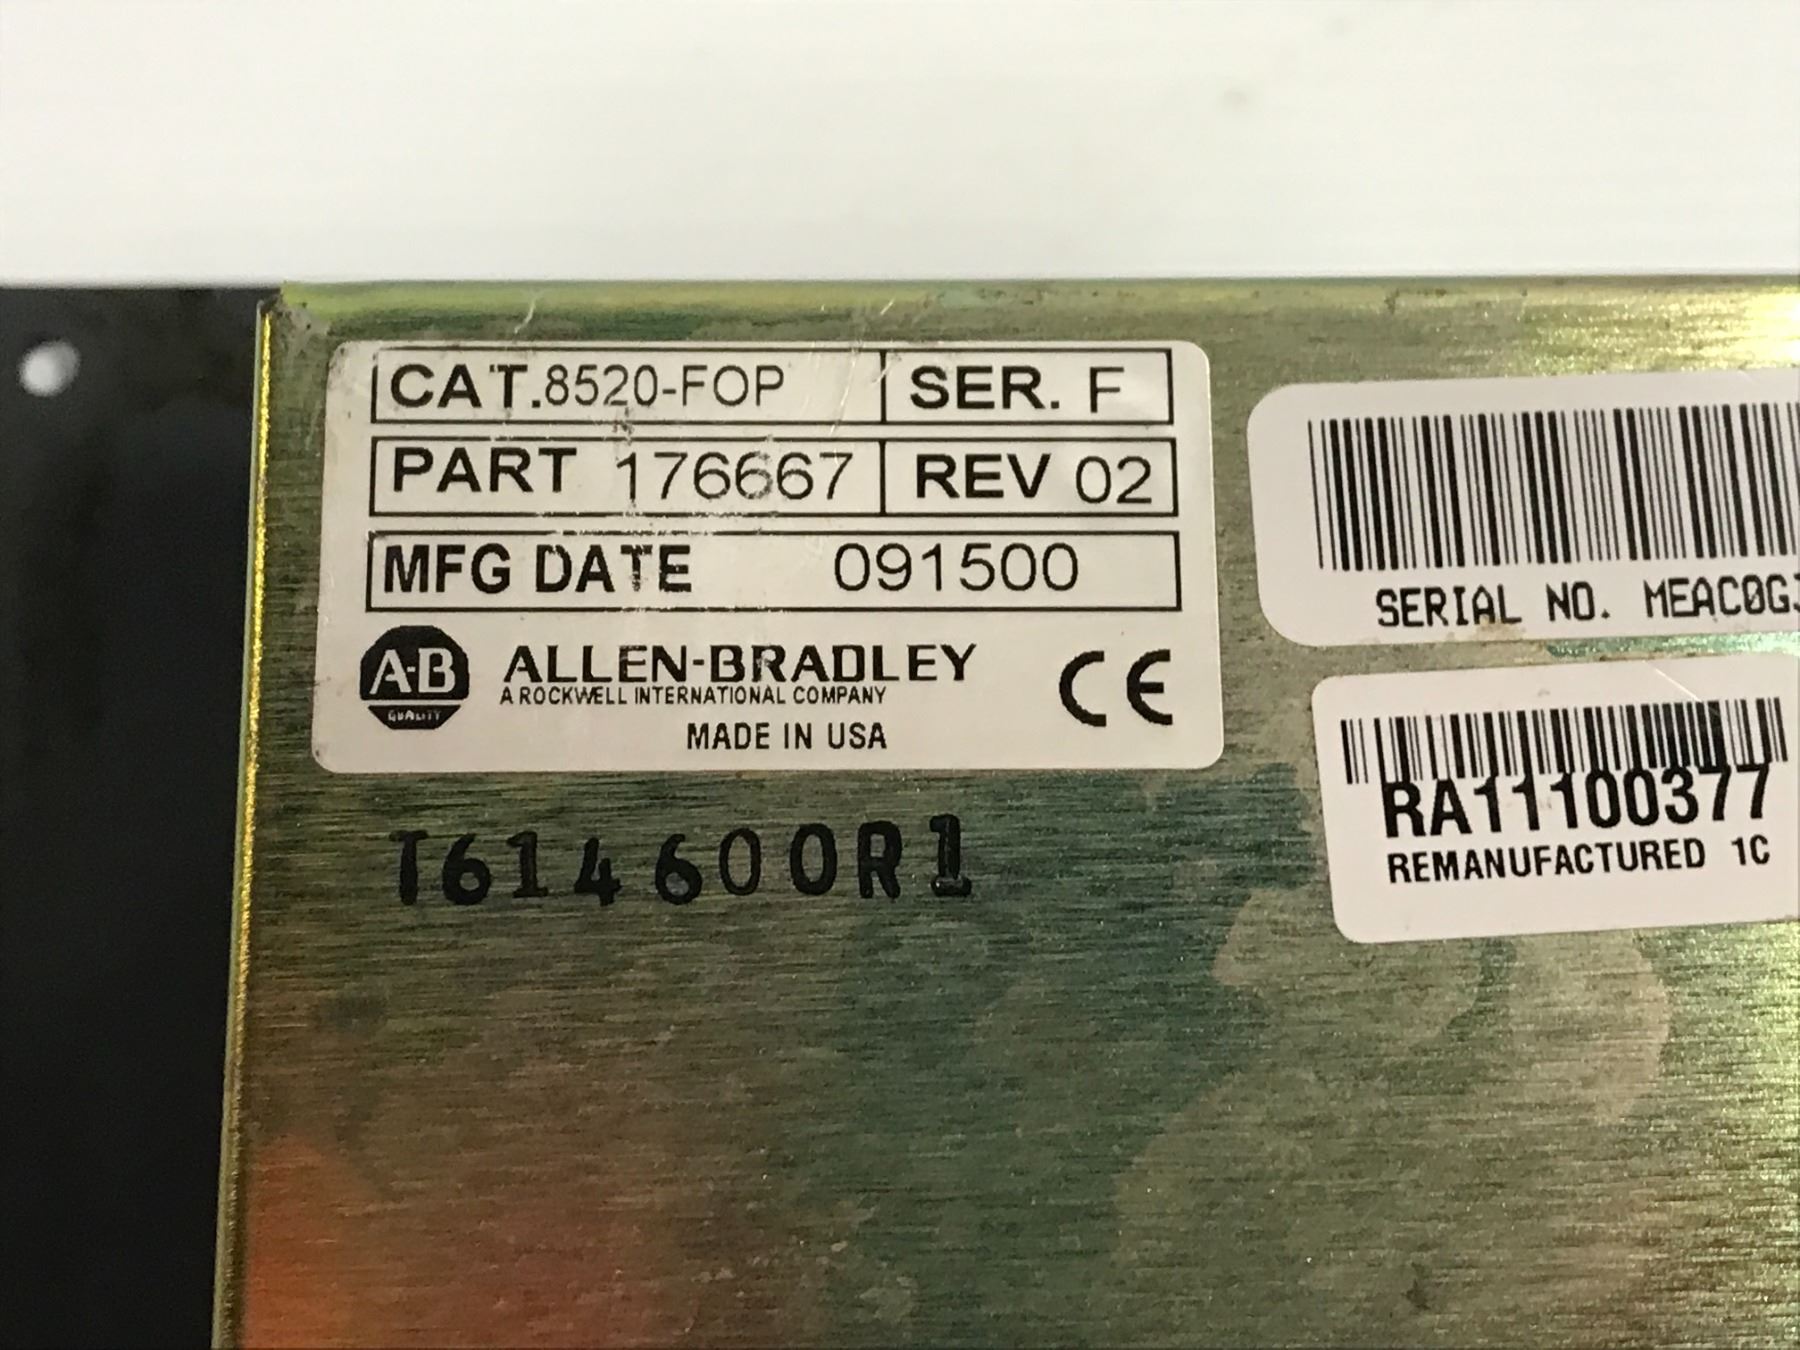 CAT.8520-FOP SER. F
PART 176667 REV 02
MFG DATE 091500
A-B
QUALITY
ALLEN-BRADLEY
A ROCKWELL INTERNATIONAL COMPANY
CE
MADE IN USA
T614600R1
SERIAL NO. MEAC0GJ
RA11100377
REMANUFACTURED 1C